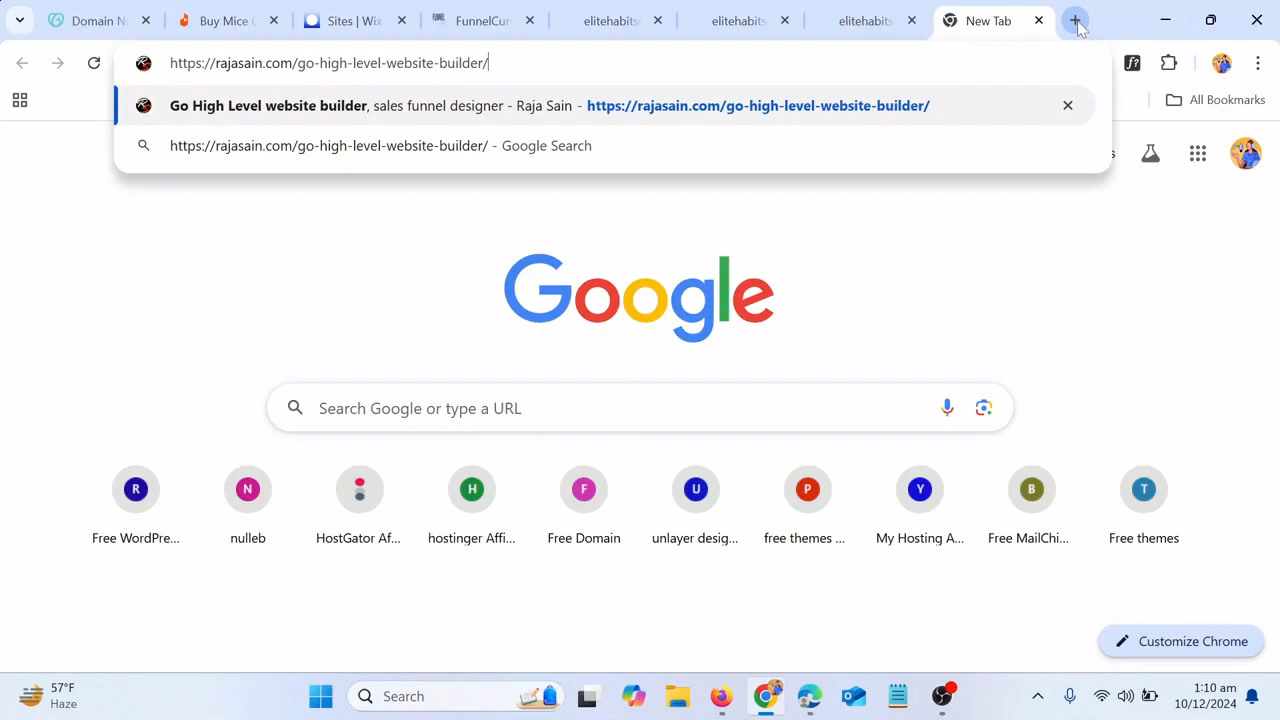 Domain N
Buy Mice C
Sites | Wix
FunnelCur
elitehabits
elitehabits
elitehabits
New Tab
https://rajasain.com/go-high-level-website-builder/
Go High Level website builder, sales funnel designer - Raja Sain - https://rajasain.com/go-high-level-website-builder/
https://rajasain.com/go-high-level-website-builder/ - Google Search
All Bookmarks
Google
Search Google or type a URL
R
N
H
F
U
P
Y
B
T
Free WordPre...
nulleb
HostGator Af...
hostinger Affi...
Free Domain
unlayer desig...
free themes ...
My Hosting A...
Free MailChi...
Free themes
Customize Chrome
57°F
Haze
Search
1:10 am
10/12/2024